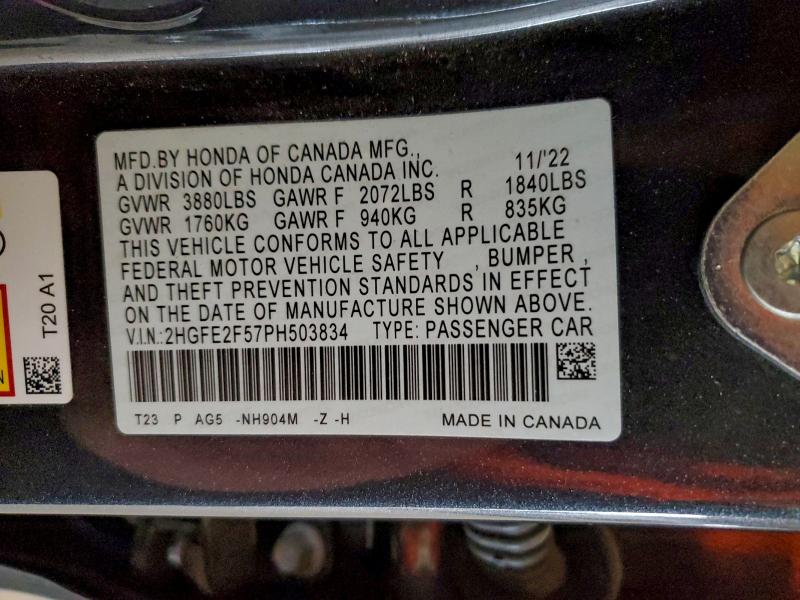 MFD.BY HONDA OF CANADA MFG., 11/'22
A DIVISION OF HONDA CANADA INC.
GVWR 3880LBS GAWR F 2072LBS R 1840LBS
GVWR 1760KG GAWR F 940KG R 835KG
THIS VEHICLE CONFORMS TO ALL APPLICABLE
FEDERAL MOTOR VEHICLE SAFETY , BUMPER ,
AND THEFT PREVENTION STANDARDS IN EFFECT
ON THE DATE OF MANUFACTURE SHOWN ABOVE.
V.I.N.:2HGFE2F57PH503834 TYPE: PASSENGER CAR
T23 P AG5 -NH904M -Z -H MADE IN CANADA
T20 A1